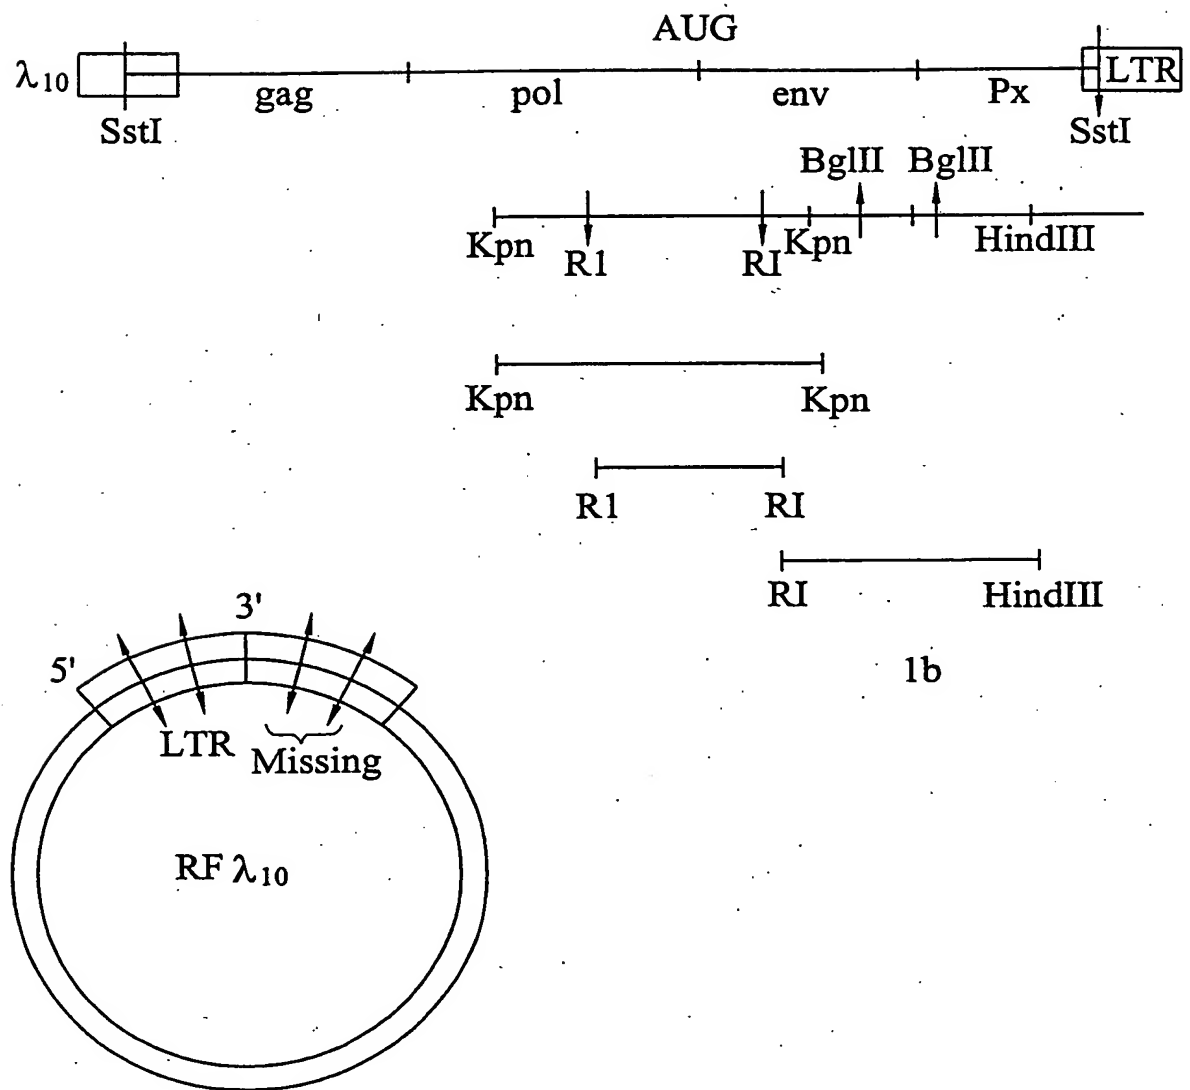 AUG
λ10 LTR
gag pol env Px
SstI SstI
BglII BglII
Kpn R1 RI Kpn HindIII
Kpn Kpn
R1 RI
RI HindIII
3'
5' 1b
LTR Missing
RF λ10